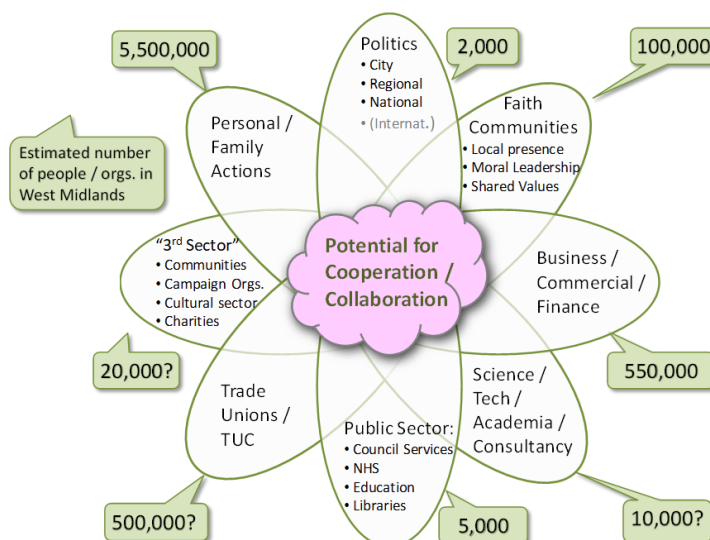 5,500,000
Politics
• City
• Regional
• National
• (Internat.)
2,000
100,000
Faith
Communities
• Local presence
• Moral Leadership
• Shared Values
Personal /
Family
Actions
Estimated number
of people / orgs. in
West Midlands
"3rd Sector"
• Communities
• Campaign Orgs.
• Cultural sector
• Charities
Potential for
Cooperation /
Collaboration
Business /
Commercial /
Finance
20,000?
550,000
Trade
Unions /
TUC
Public Sector:
• Council Services
• NHS
• Education
• Libraries
Science /
Tech /
Academia /
Consultancy
500,000?
5,000
10,000?